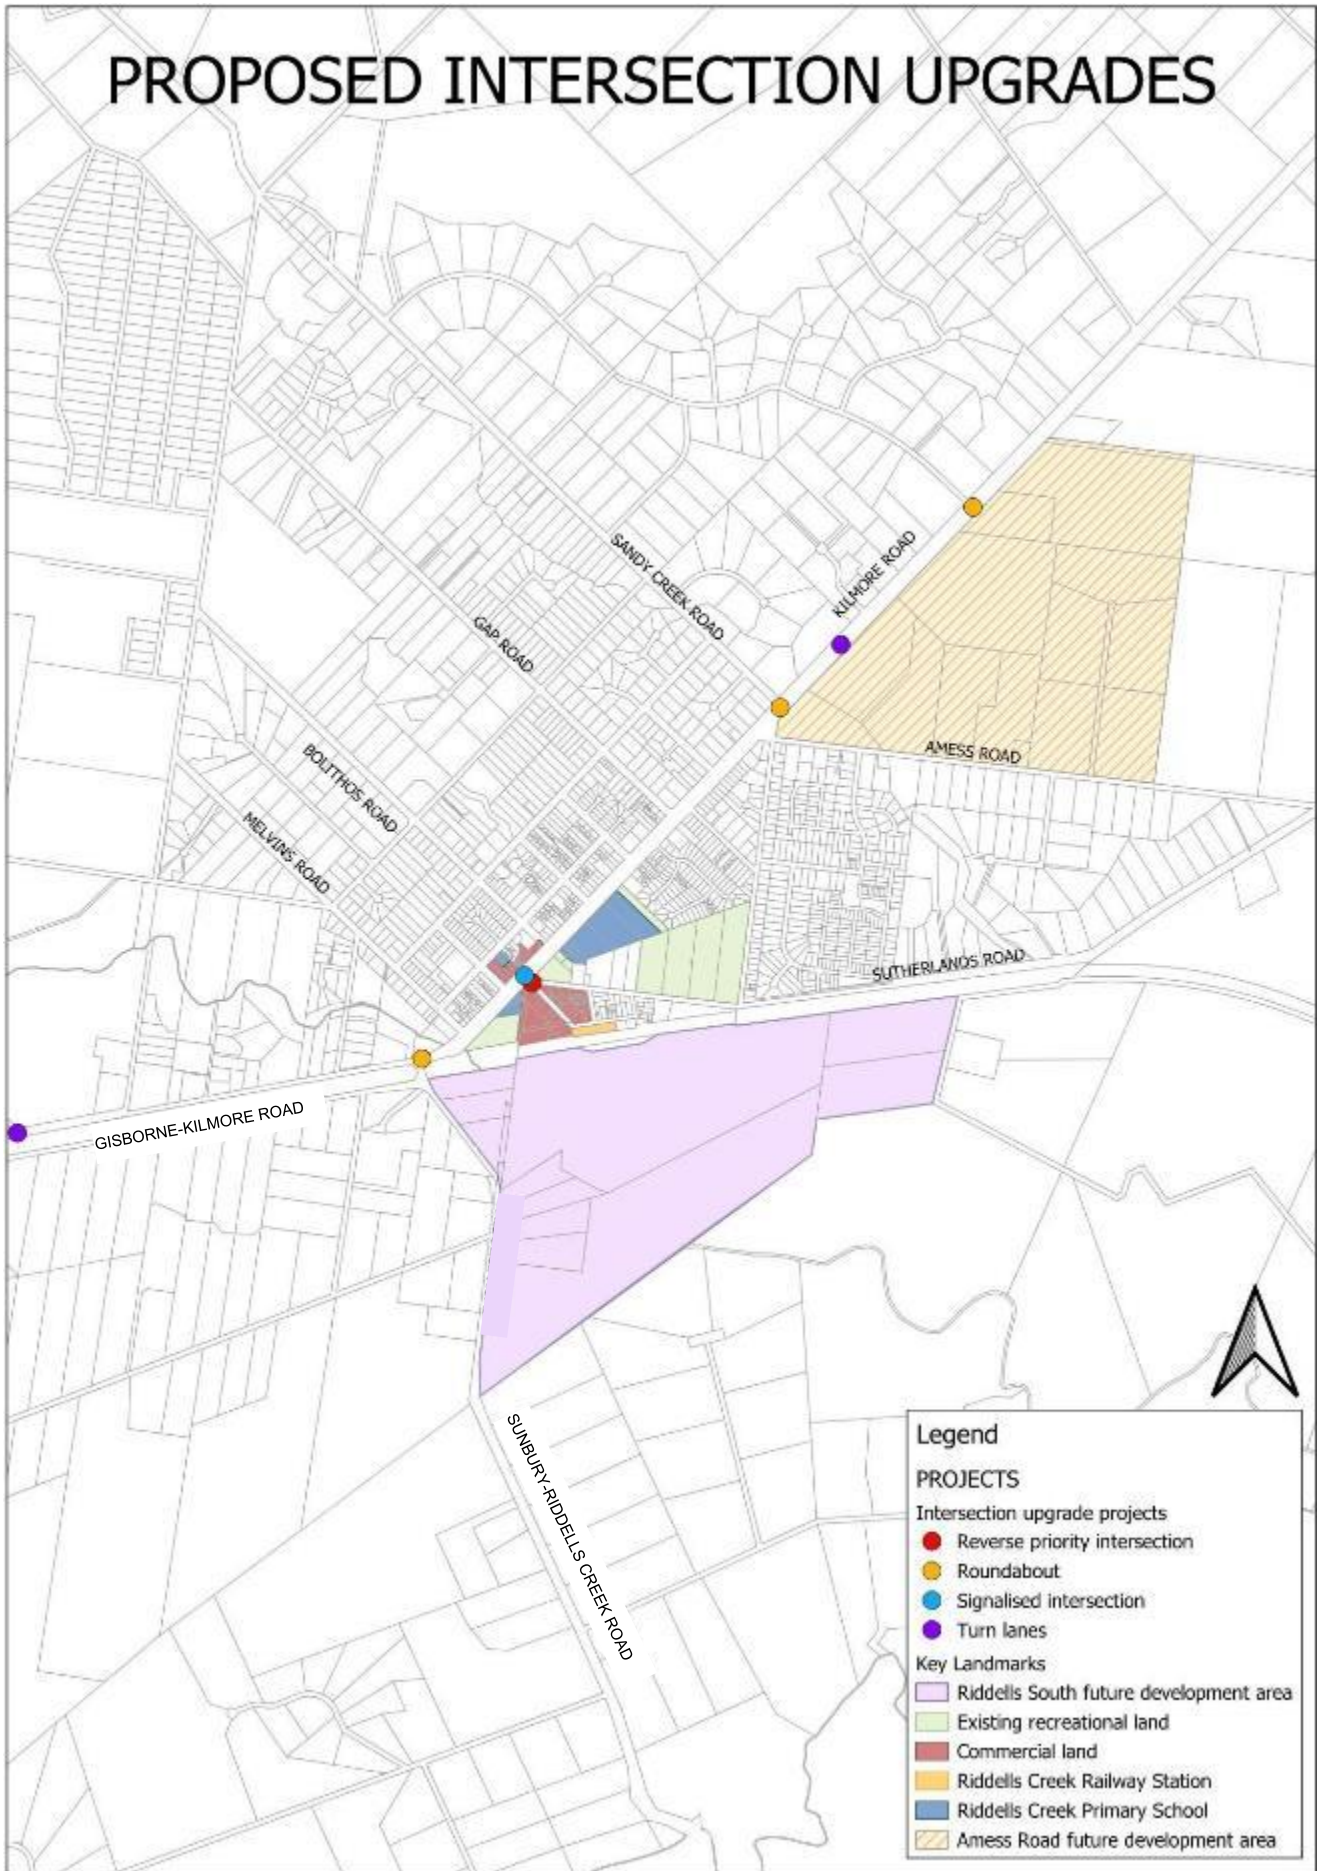 PROPOSED INTERSECTION UPGRADES
SANDY CREEK ROAD
KILMORE ROAD
GAP ROAD
AMESS ROAD
BOLITHOS ROAD
MELVINS ROAD
SUTHERLANDS ROAD
GISBORNE-KILMORE ROAD
SUNBURY-RIDDELLS CREEK ROAD
Legend
PROJECTS
Intersection upgrade projects
Reverse priority intersection
Roundabout
Signalised intersection
Turn lanes
Key Landmarks
Riddells South future development area
Existing recreational land
Commercial land
Riddells Creek Railway Station
Riddells Creek Primary School
Amess Road future development area